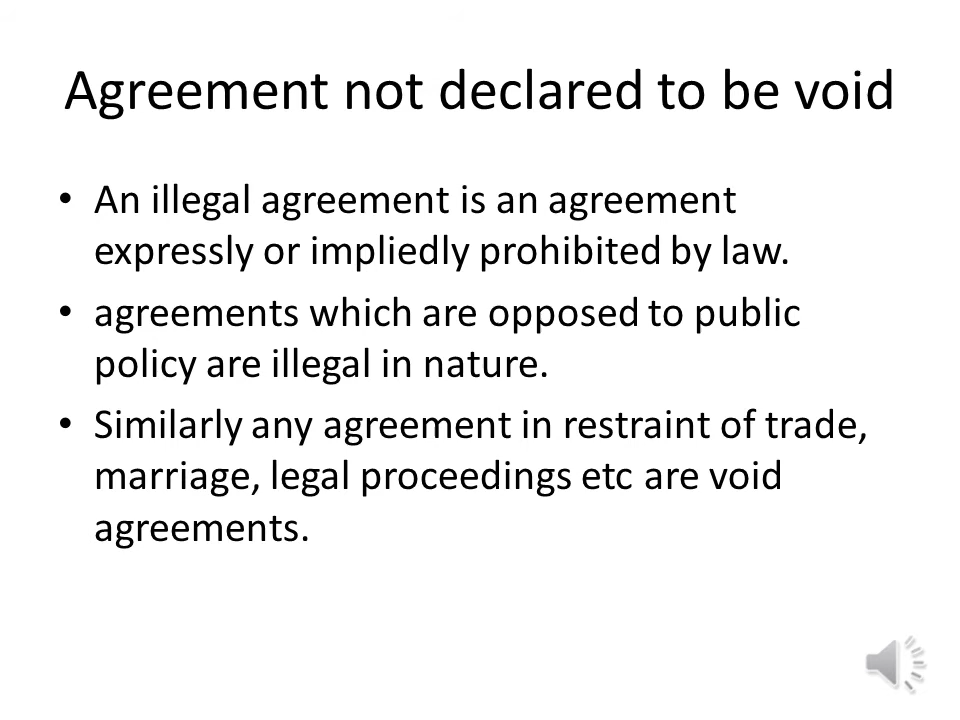 Agreement not declared to be void
• An illegal agreement is an agreement
expressly or impliedly prohibited by law.
• agreements which are opposed to public
policy are illegal in nature.
• Similarly any agreement in restraint of trade,
marriage, legal proceedings etc are void
agreements.